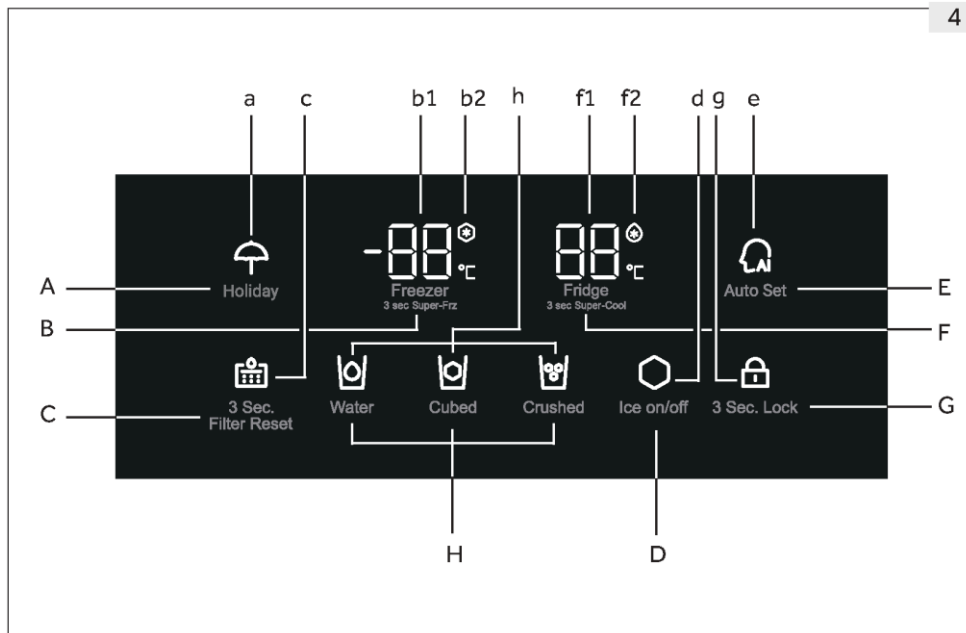 4
a c b1 b2 h f1 f2 d g e
-88 °C 88 °C
AI
A Holiday Freezer Fridge Auto Set E
3 sec Super-Frz 3 sec Super-Cool
B F
C 3 Sec. Water Cubed Crushed Ice on/off 3 Sec. Lock G
Filter Reset
H D